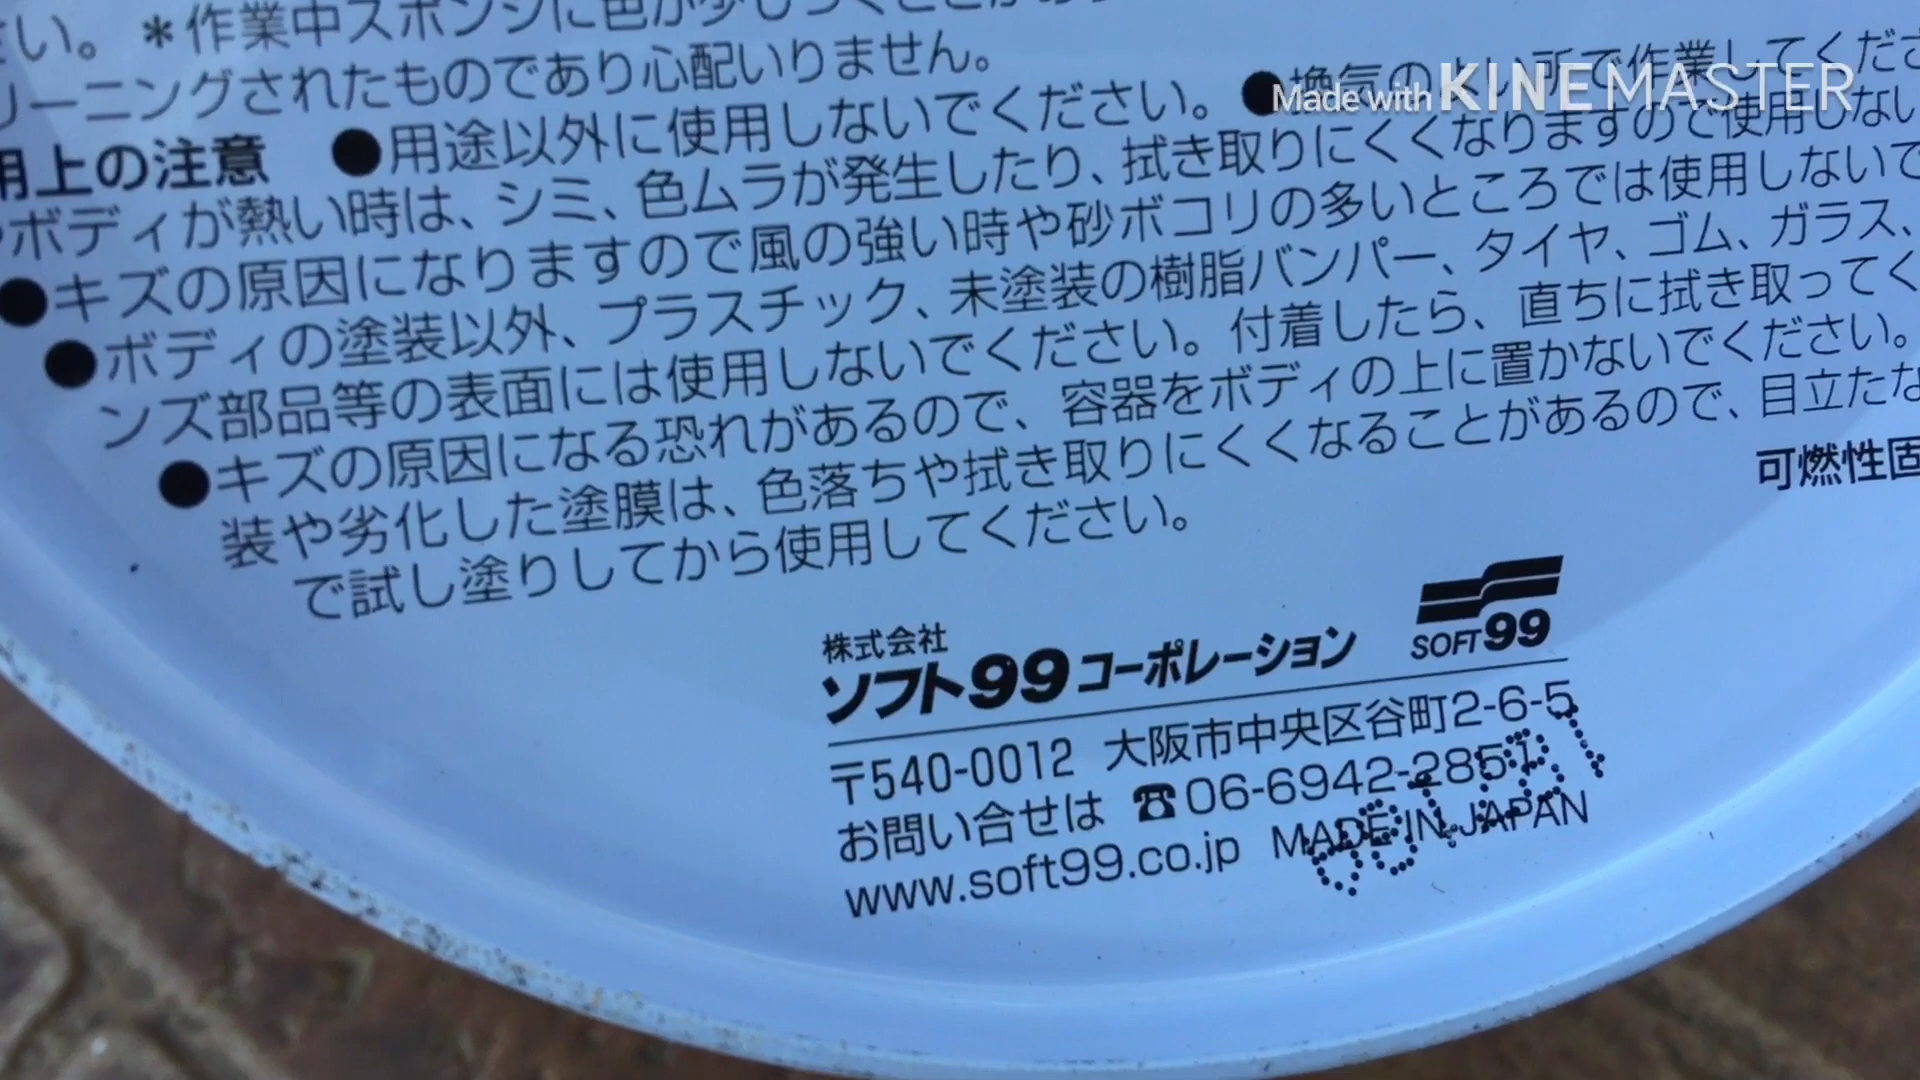 さい。 *作業中スポンジに色が少し
リーニングされたものであり心配いりません。
用上の注意 ●用途以外に使用しないでください。 ●換気のよい所で作業してくださ
やボディが熱い時は、シミ、色ムラが発生したり、拭き取りにくくなりますので使用しない
●キズの原因になりますので風の強い時や砂ボコリの多いところでは使用しないで
●ボディの塗装以外、プラスチック、未塗装の樹脂バンパー、タイヤ、ゴム、ガラス、
ンズ部品等の表面には使用しないでください。付着したら、直ちに拭き取ってく
●キズの原因になる恐れがあるので、容器をボディの上に置かないでください。
装や劣化した塗膜は、色落ちや拭き取りにくくなることがあるので、目立たな
で試し塗りしてから使用してください。
可燃性固
株式会社
ソフト99コーポレーション
SOFT99
〒540-0012 大阪市中央区谷町2-6-5
お問い合せは ☎06-6942-2851
www.soft99.co.jp MADE IN JAPAN
Made with KINEMASTER